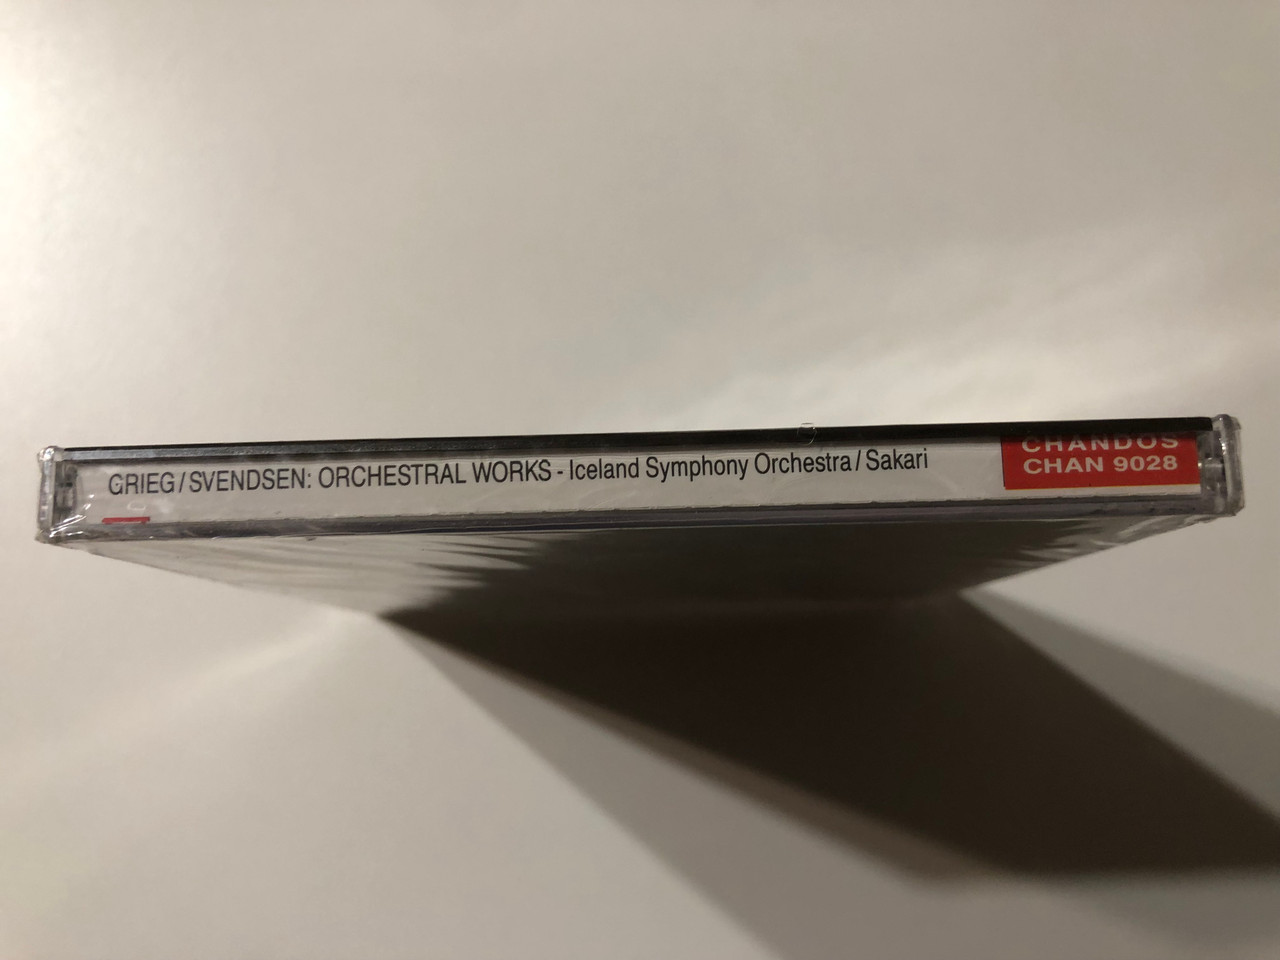 GRIEG/SVENDSEN: ORCHESTRAL WORKS - Iceland Symphony Orchestra/Sakari
CHANDOS
CHAN 9028